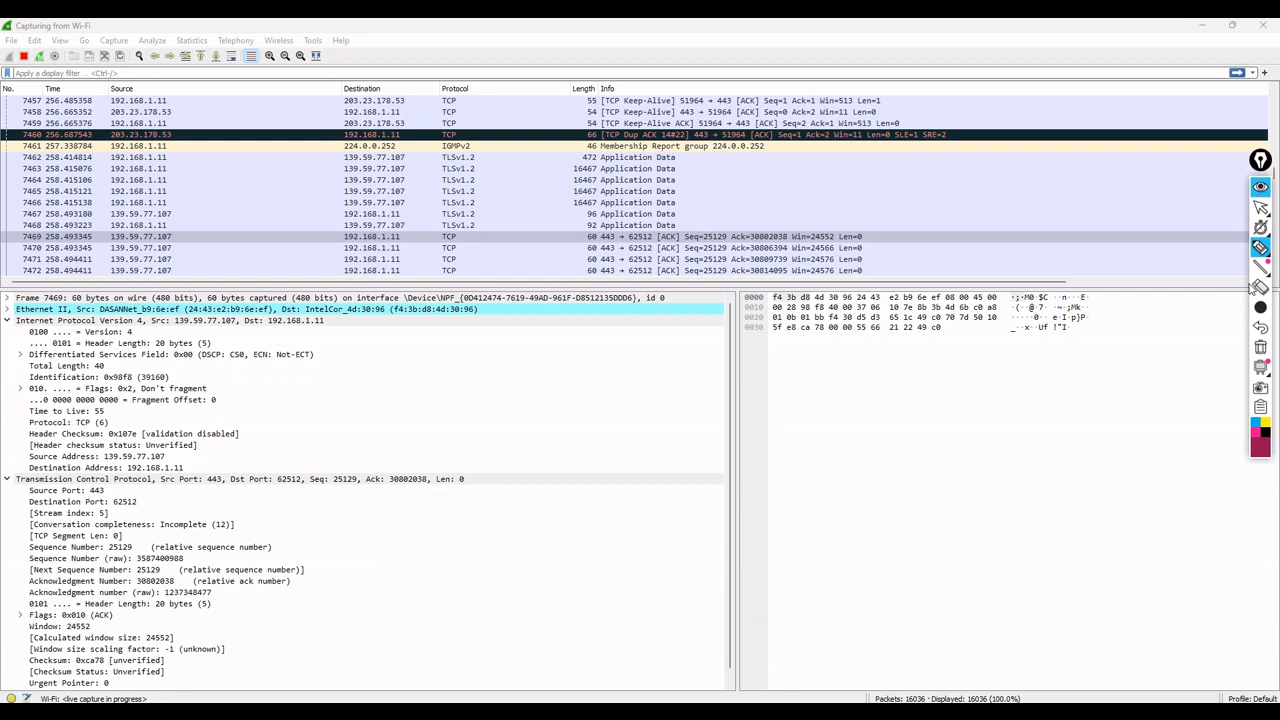 Capturing from Wi-Fi
File Edit View Go Capture Analyze Statistics Telephony Wireless Tools Help
Apply a display filter ... <Ctrl-/>
No. Time Source Destination Protocol Length Info
7457 256.485358 192.168.1.11 203.23.178.53 TCP 55 [TCP Keep-Alive] 51964 → 443 [ACK] Seq=1 Ack=1 Win=513 Len=1
7458 256.665352 203.23.178.53 192.168.1.11 TCP 54 [TCP Keep-Alive] 443 → 51964 [ACK] Seq=0 Ack=2 Win=11 Len=0
7459 256.665376 192.168.1.11 203.23.178.53 TCP 54 [TCP Keep-Alive ACK] 51964 → 443 [ACK] Seq=2 Ack=1 Win=513 Len=0
7460 256.687543 203.23.178.53 192.168.1.11 TCP 66 [TCP Dup ACK 14#22] 443 → 51964 [ACK] Seq=1 Ack=2 Win=11 Len=0 SLE=1 SRE=2
7461 257.338784 192.168.1.11 224.0.0.252 IGMPv2 46 Membership Report group 224.0.0.252
7462 258.414814 192.168.1.11 139.59.77.107 TLSv1.2 472 Application Data
7463 258.415076 192.168.1.11 139.59.77.107 TLSv1.2 16467 Application Data
7464 258.415106 192.168.1.11 139.59.77.107 TLSv1.2 16467 Application Data
7465 258.415121 192.168.1.11 139.59.77.107 TLSv1.2 16467 Application Data
7466 258.415138 192.168.1.11 139.59.77.107 TLSv1.2 16467 Application Data
7467 258.493180 139.59.77.107 192.168.1.11 TLSv1.2 96 Application Data
7468 258.493223 192.168.1.11 139.59.77.107 TLSv1.2 92 Application Data
7469 258.493345 139.59.77.107 192.168.1.11 TCP 60 443 → 62512 [ACK] Seq=25129 Ack=30802038 Win=24552 Len=0
7470 258.493345 139.59.77.107 192.168.1.11 TCP 60 443 → 62512 [ACK] Seq=25129 Ack=30806394 Win=24566 Len=0
7471 258.494411 139.59.77.107 192.168.1.11 TCP 60 443 → 62512 [ACK] Seq=25129 Ack=30809739 Win=24576 Len=0
7472 258.494411 139.59.77.107 192.168.1.11 TCP 60 443 → 62512 [ACK] Seq=25129 Ack=30814095 Win=24576 Len=0
Frame 7469: 60 bytes on wire (480 bits), 60 bytes captured (480 bits) on interface \Device\NPF_{0D412474-7619-49AD-961F-D8512135DDD6}, id 0
Ethernet II, Src: DASANNet_b9:6e:ef (24:43:e2:b9:6e:ef), Dst: IntelCor_4d:30:96 (f4:3b:d8:4d:30:96)
Internet Protocol Version 4, Src: 139.59.77.107, Dst: 192.168.1.11
0100 .... = Version: 4
.... 0101 = Header Length: 20 bytes (5)
Differentiated Services Field: 0x00 (DSCP: CS0, ECN: Not-ECT)
Total Length: 40
Identification: 0x98f8 (39160)
010. .... = Flags: 0x2, Don't fragment
...0 0000 0000 0000 = Fragment Offset: 0
Time to Live: 55
Protocol: TCP (6)
Header Checksum: 0x107e [validation disabled]
[Header checksum status: Unverified]
Source Address: 139.59.77.107
Destination Address: 192.168.1.11
Transmission Control Protocol, Src Port: 443, Dst Port: 62512, Seq: 25129, Ack: 30802038, Len: 0
Source Port: 443
Destination Port: 62512
[Stream index: 5]
[Conversation completeness: Incomplete (12)]
[TCP Segment Len: 0]
Sequence Number: 25129 (relative sequence number)
Sequence Number (raw): 3587400988
[Next Sequence Number: 25129 (relative sequence number)]
Acknowledgment Number: 30802038 (relative ack number)
Acknowledgment number (raw): 1237348477
0101 .... = Header Length: 20 bytes (5)
Flags: 0x010 (ACK)
Window: 24552
[Calculated window size: 24552]
[Window size scaling factor: -1 (unknown)]
Checksum: 0xca78 [unverified]
[Checksum Status: Unverified]
Urgent Pointer: 0
0000 f4 3b d8 4d 30 96 24 43 e2 b9 6e ef 08 00 45 00 ·;·M0·$C ··n···E·
0010 00 28 98 f8 40 00 37 06 10 7e 8b 3b 4d 6b c0 a8 ·(··@·7· ·~·;Mk··
0020 01 0b 01 bb f4 30 d5 d3 65 1c 49 c0 70 7d 50 10 ·····0·· e·I·p}P·
0030 5f e8 ca 78 00 00 55 66 21 22 49 c0 _··x··Uf !"I·
Wi-Fi: <live capture in progress>
Packets: 16036 · Displayed: 16036 (100.0%)
Profile: Default